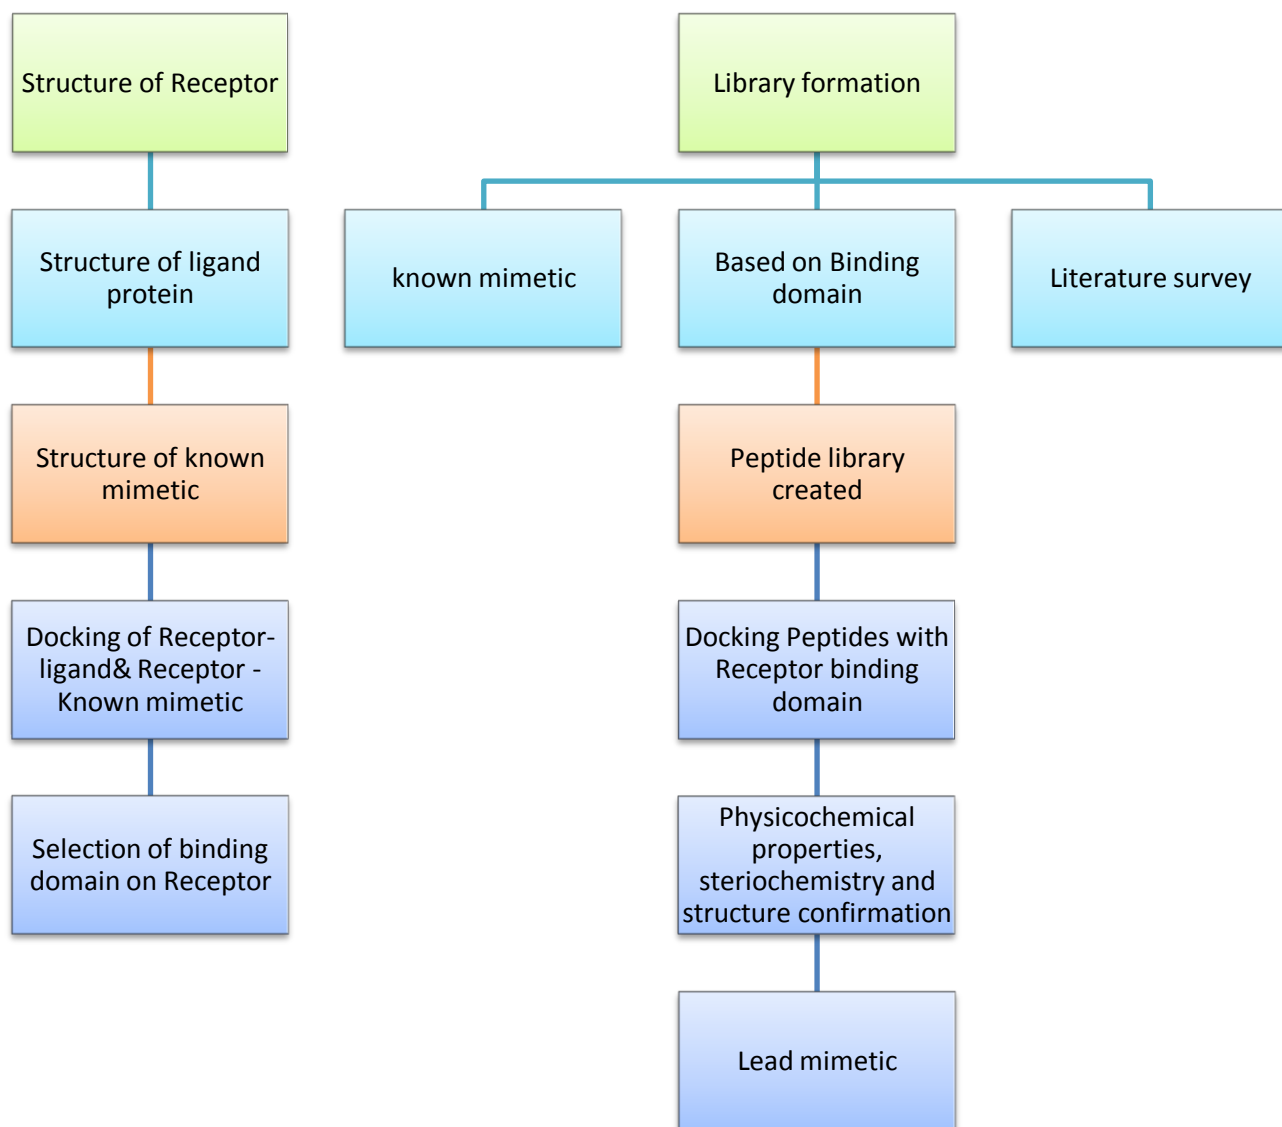 Structure of Receptor
Library formation
Structure of ligand
protein
known mimetic
Based on Binding
domain
Literature survey
Structure of known
mimetic
Peptide library
created
Docking of Receptor-
ligand& Receptor -
Known mimetic
Docking Peptides with
Receptor binding
domain
Selection of binding
domain on Receptor
Physicochemical
properties,
steriochemistry and
structure confirmation
Lead mimetic